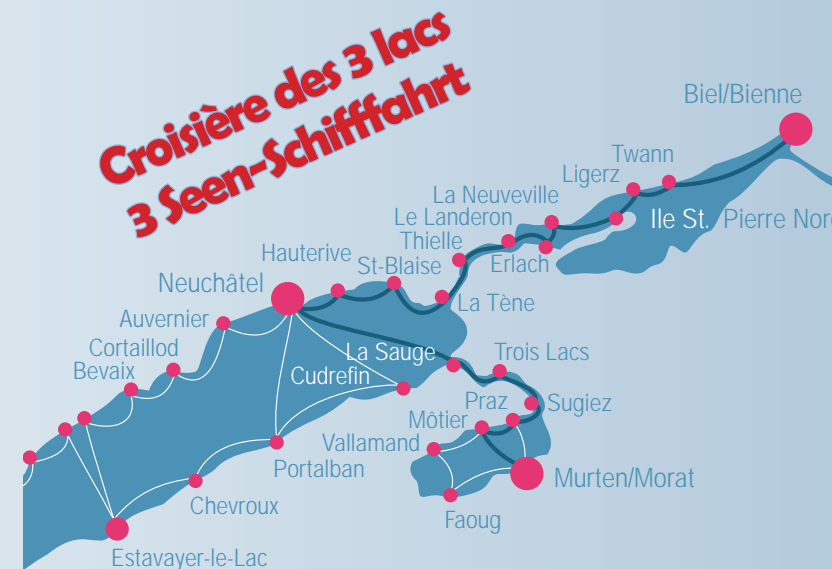 Croisière des 3 lacs
3 Seen-Schifffahrt
Biel/Bienne
Twann
Ligerz
La Neuveville
Le Landeron
Ile St. Pierre Nord
Thielle
Erlach
Hauterive
St-Blaise
Neuchâtel
La Tène
Auvernier
Cortaillod
La Sauge
Trois Lacs
Bevaix
Cudrefin
Praz
Sugiez
Môtier
Vallamand
Portalban
Murten/Morat
Chevroux
Faoug
Estavayer-le-Lac